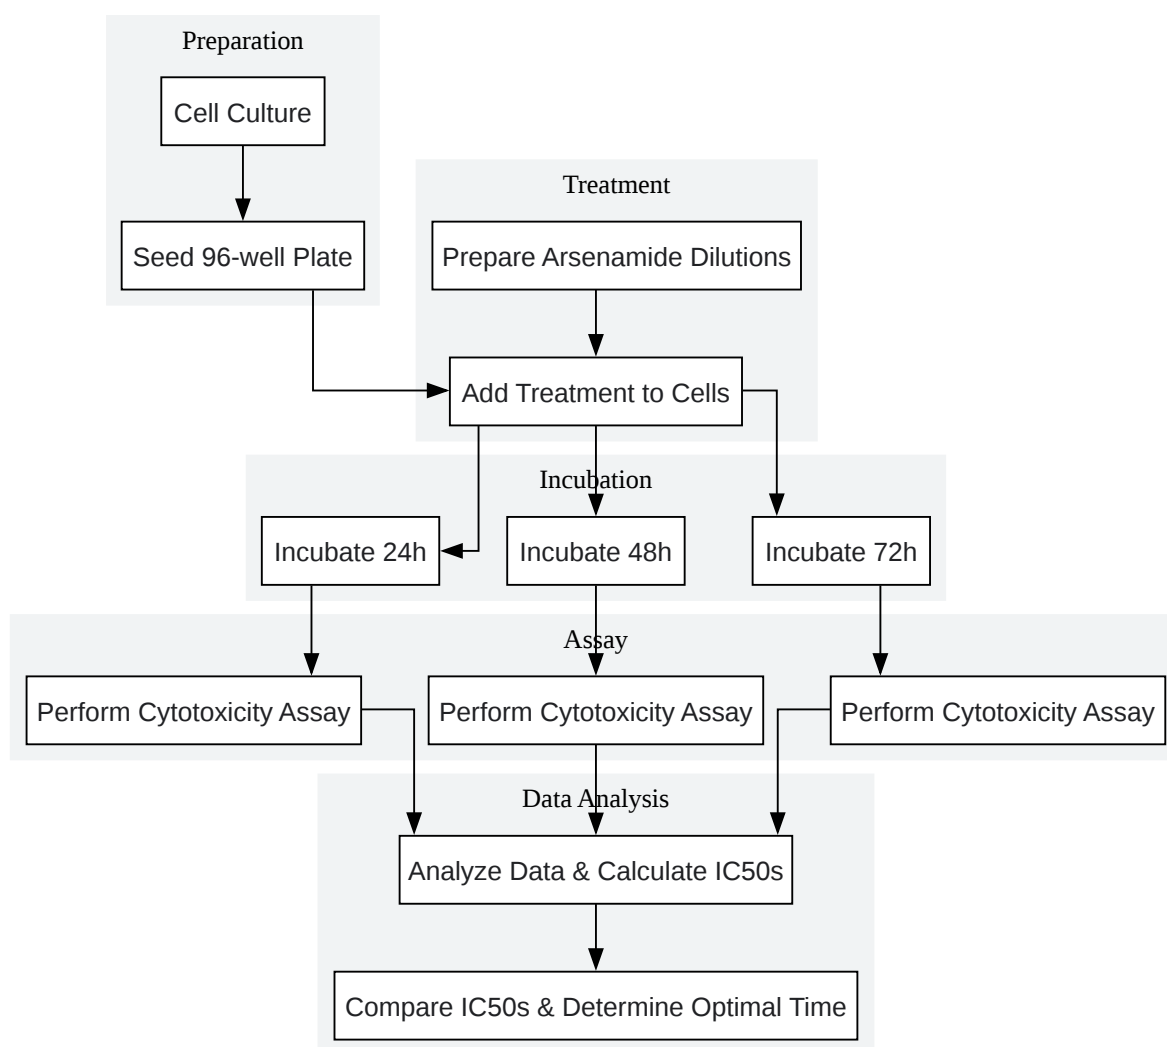 Preparation
Cell Culture
Seed 96-well Plate
Treatment
Prepare Arsenamide Dilutions
Add Treatment to Cells
Incubation
Incubate 24h
Incubate 48h
Incubate 72h
Assay
Perform Cytotoxicity Assay
Perform Cytotoxicity Assay
Perform Cytotoxicity Assay
Data Analysis
Analyze Data & Calculate IC50s
Compare IC50s & Determine Optimal Time